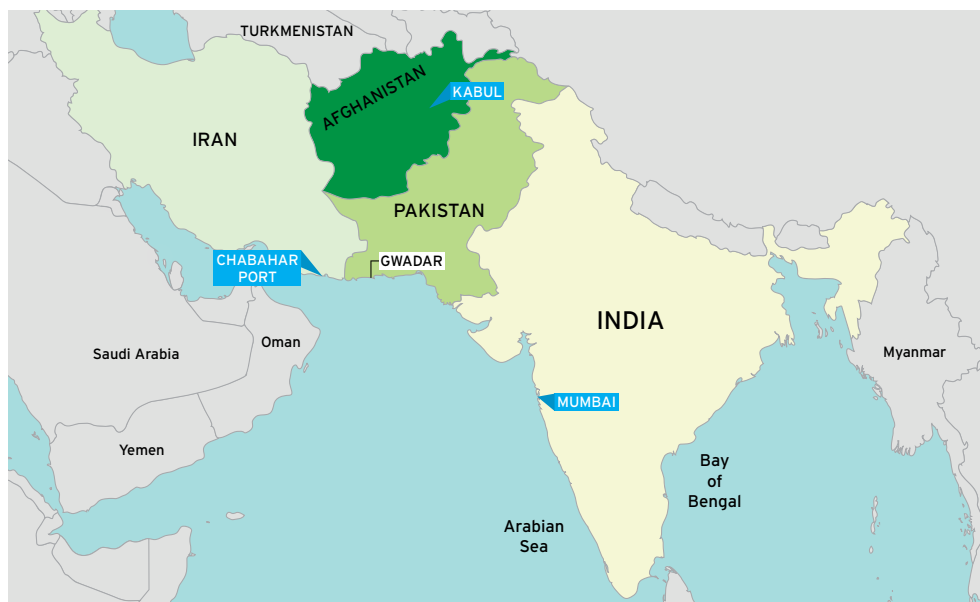 TURKMENISTAN
AFGHANISTAN
KABUL
IRAN
PAKISTAN
CHABAHAR
PORT
GWADAR
INDIA
Saudi Arabia
Oman
Myanmar
MUMBAI
Yemen
Bay
of
Bengal
Arabian
Sea